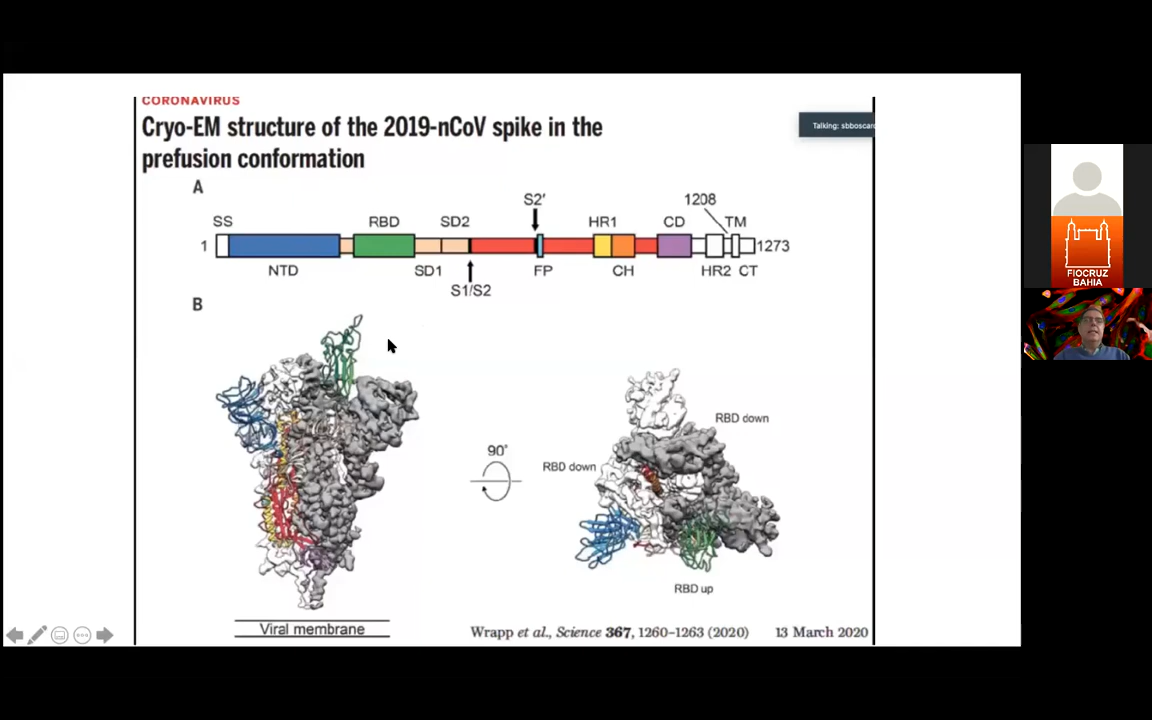 CORONAVIRUS
Cryo-EM structure of the 2019-nCoV spike in the
prefusion conformation
Talking: sbboscar
A
S2′
1208
SS
RBD
SD2
HR1
CD
TM
1
1273
NTD
SD1
FP
CH
HR2
CT
S1/S2
B
RBD down
90°
RBD down
RBD up
Viral membrane
Wrapp et al., Science 367, 1260–1263 (2020)
13 March 2020
FIOCRUZ
BAHIA